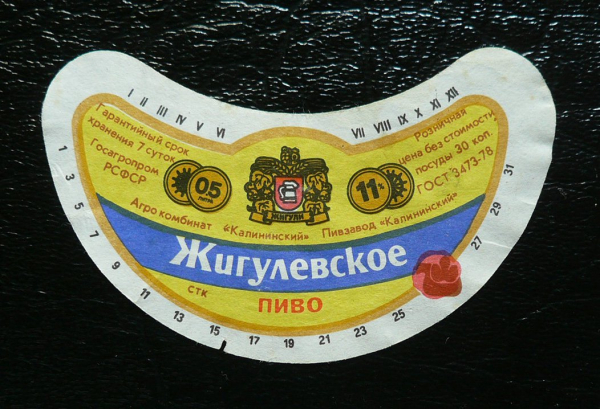 I II III IV V VI
VII VIII IX X XI XII
Гарантийный срок
хранения 7 суток
Госагропром
РСФСР
05
литра
ЖИГУЛИ
11%
Розничная
цена без стоимости
посуды 30 коп.
ГОСТ 3473-78
Агро комбинат «Калининский» Пивзавод «Калининский»
Жигулевское
СТК
ПИВО
1 3 5 7 9 11 13 15 17 19 21 23 25 27 29 31